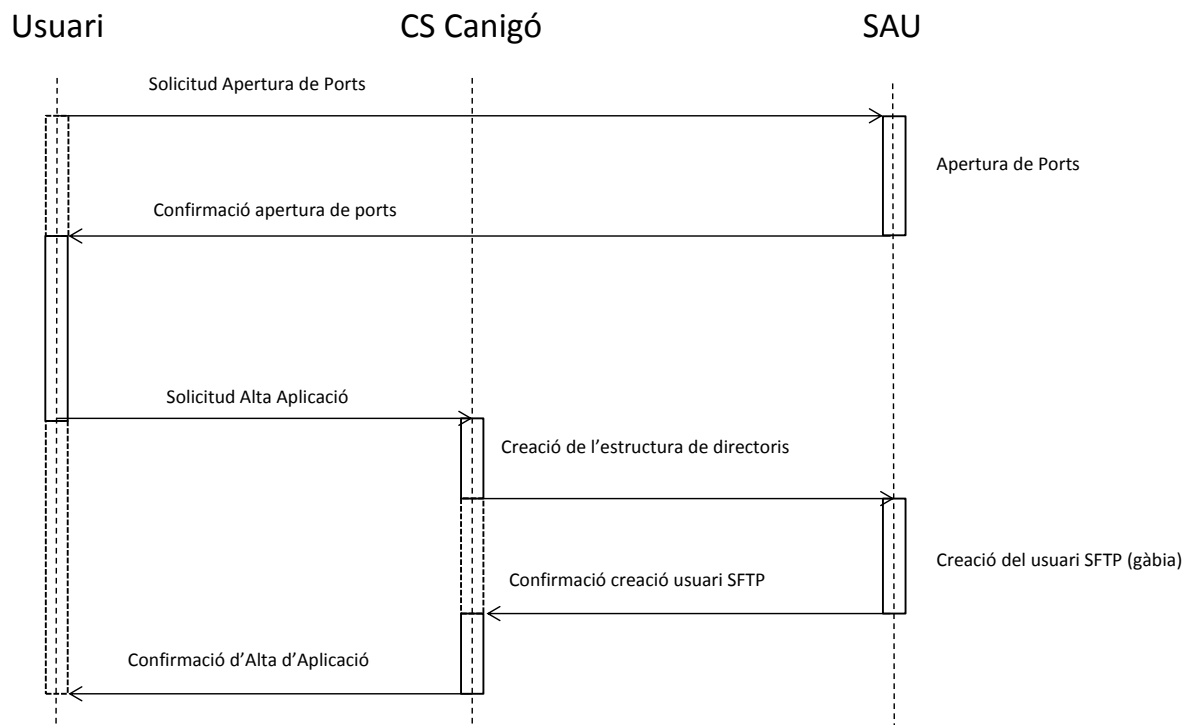 Usuari
CS Canigó
SAU
Solicitud Apertura de Ports
Apertura de Ports
Confirmació apertura de ports
Solicitud Alta Aplicació
Creació de l’estructura de directoris
Creació del usuari SFTP (gàbia)
Confirmació creació usuari SFTP
Confirmació d’Alta d’Aplicació